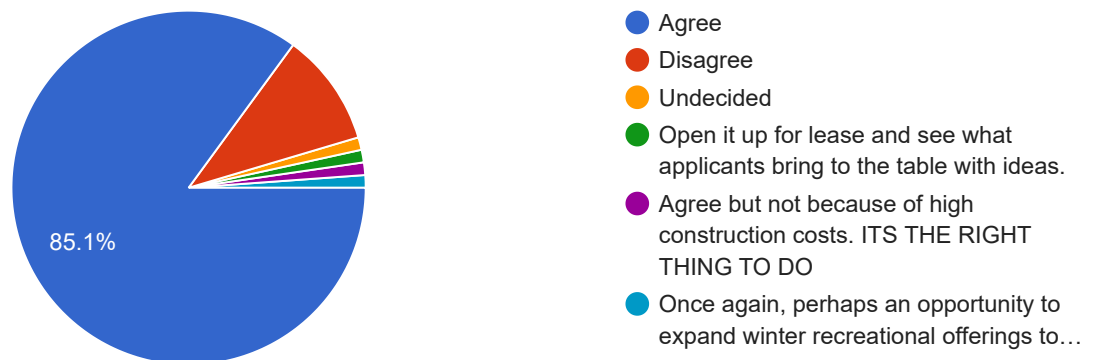 85.1%
Agree
Disagree
Undecided
Open it up for lease and see what
applicants bring to the table with ideas.
Agree but not because of high
construction costs. ITS THE RIGHT
THING TO DO
Once again, perhaps an opportunity to
expand winter recreational offerings to…